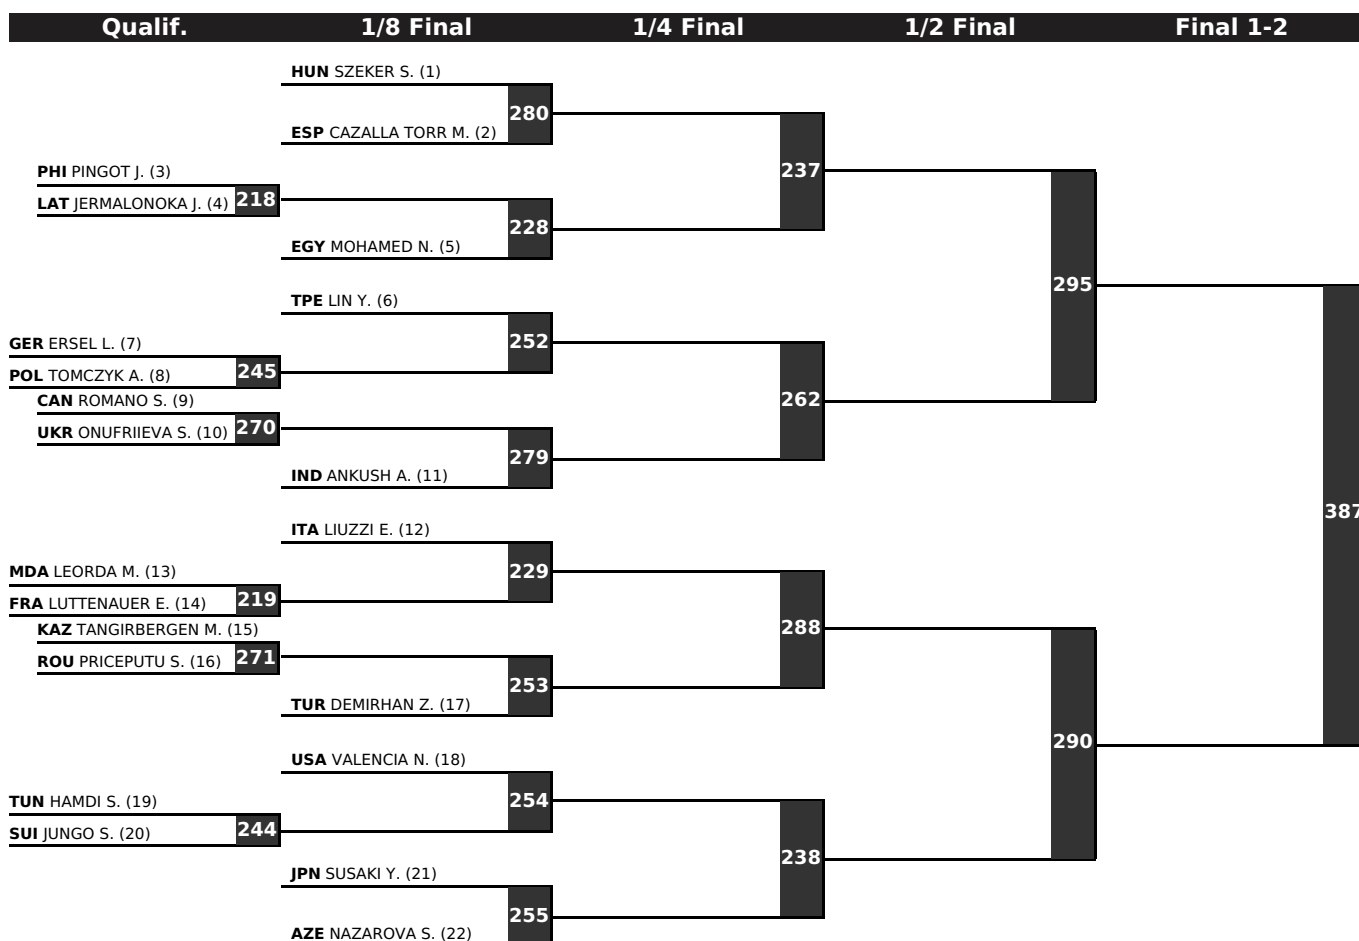 Qualif. 1/8 Final 1/4 Final 1/2 Final Final 1-2
HUN SZEKER S. (1)
280
ESP CAZALLA TORR M. (2)
237
PHI PINGOT J. (3)
218
LAT JERMALONOKA J. (4)
228
EGY MOHAMED N. (5)
295
TPE LIN Y. (6)
252
GER ERSEL L. (7)
245
POL TOMCZYK A. (8)
262
CAN ROMANO S. (9)
270
UKR ONUFRIIEVA S. (10)
279
IND ANKUSH A. (11)
387
ITA LIUZZI E. (12)
229
MDA LEORDA M. (13)
219
FRA LUTTENAUER E. (14)
288
KAZ TANGIRBERGEN M. (15)
271
ROU PRICEPUTU S. (16)
253
TUR DEMIRHAN Z. (17)
290
USA VALENCIA N. (18)
254
TUN HAMDI S. (19)
244
SUI JUNGO S. (20)
238
JPN SUSAKI Y. (21)
255
AZE NAZAROVA S. (22)